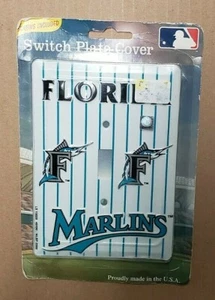 Switch Plate Cover
FLORI
F F
MARLINS
Proudly made in the U.S.A.